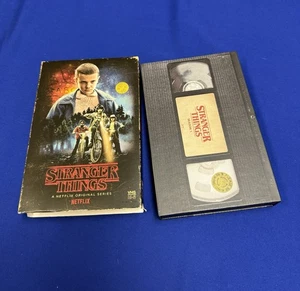 STRANGER
THINGS
A NETFLIX ORIGINAL SERIES
NETFLIX
STRANGER
THINGS